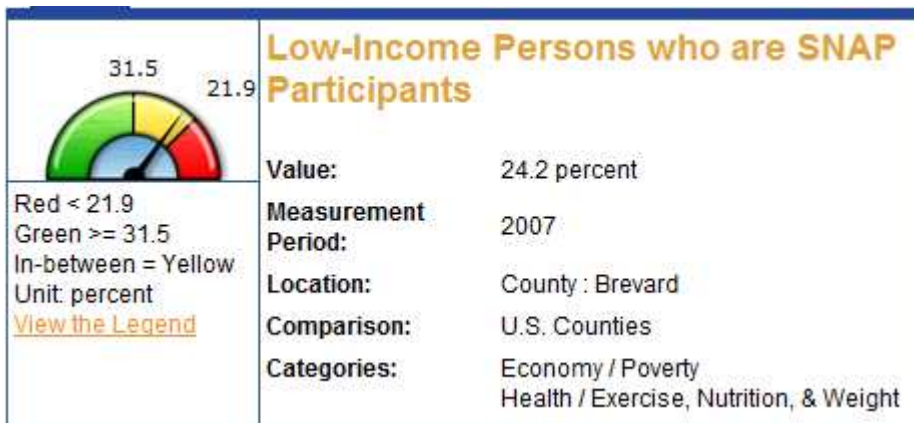 31.5
21.9
Red < 21.9
Green >= 31.5
In-between = Yellow
Unit: percent
View the Legend
Low-Income Persons who are SNAP
Participants
Value: 24.2 percent
Measurement
Period: 2007
Location: County : Brevard
Comparison: U.S. Counties
Categories: Economy / Poverty
Health / Exercise, Nutrition, & Weight